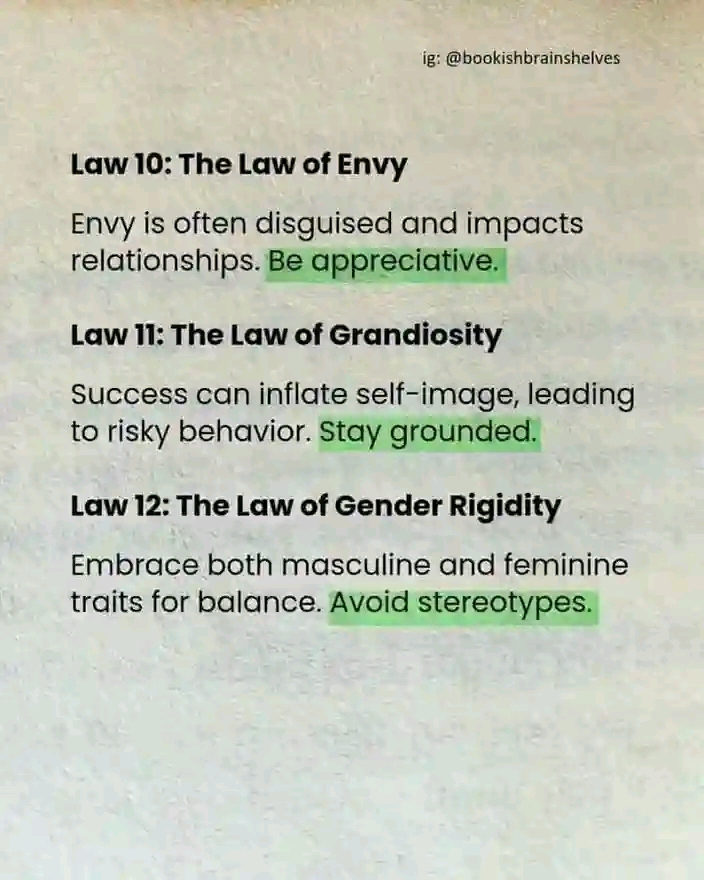 ig: @bookishbrainshelves
Law 10: The Law of Envy
Envy is often disguised and impacts
relationships. Be appreciative.
Law 11: The Law of Grandiosity
Success can inflate self-image, leading
to risky behavior. Stay grounded.
Law 12: The Law of Gender Rigidity
Embrace both masculine and feminine
traits for balance. Avoid stereotypes.